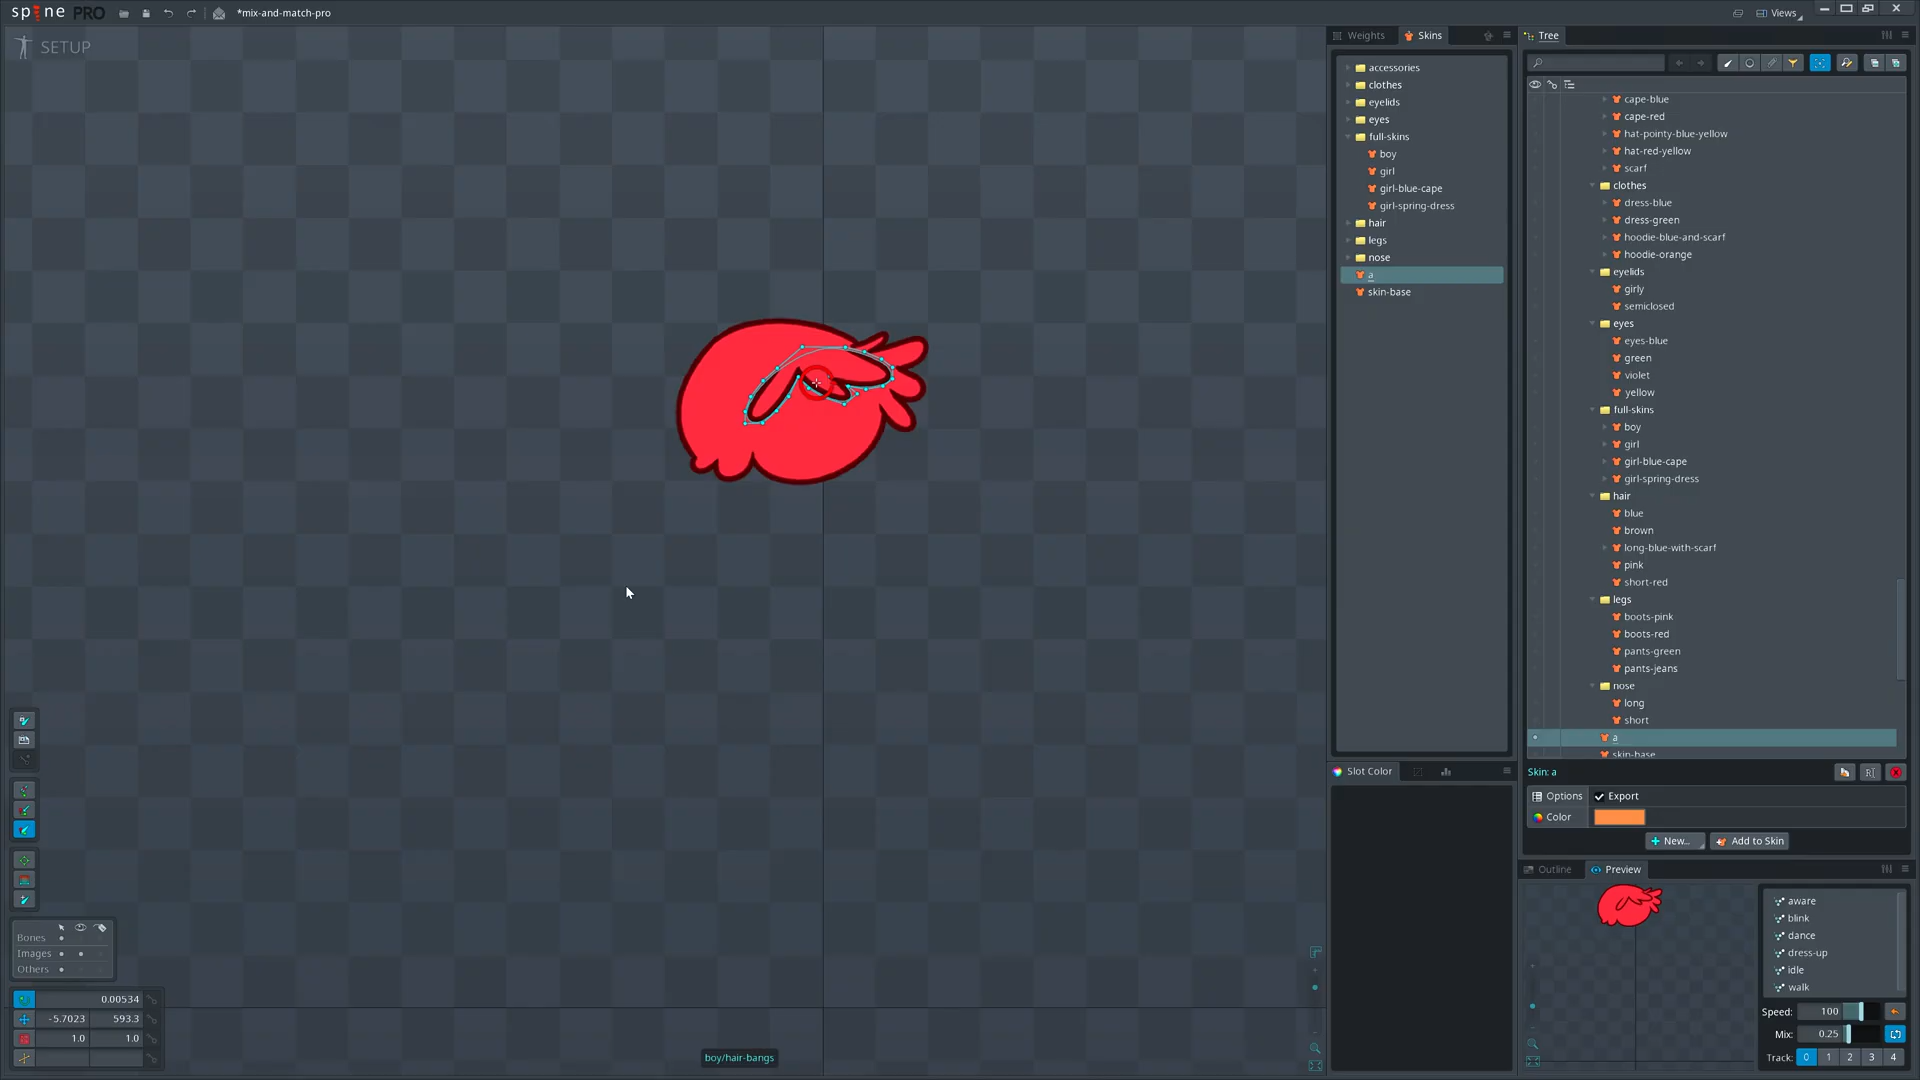 spine PRO
*mix-and-match-pro
Views
SETUP
Weights
Skins
accessories
clothes
eyelids
eyes
full-skins
boy
girl
girl-blue-cape
girl-spring-dress
hair
legs
nose
a
skin-base
Slot Color
Tree
cape-blue
cape-red
hat-pointy-blue-yellow
hat-red-yellow
scarf
clothes
dress-blue
dress-green
hoodie-blue-and-scarf
hoodie-orange
eyelids
girly
semiclosed
eyes
eyes-blue
green
violet
yellow
full-skins
boy
girl
girl-blue-cape
girl-spring-dress
hair
blue
brown
long-blue-with-scarf
pink
short-red
legs
boots-pink
boots-red
pants-green
pants-jeans
nose
long
short
a
skin-base
Skin: a
Options
Export
Color
New...
Add to Skin
Outline
Preview
aware
blink
dance
dress-up
idle
walk
Speed: 100
Mix: 0.25
Track: 0 1 2 3 4
Bones
Images
Others
0.00534
-5.7023 593.3
1.0 1.0
boy/hair-bangs